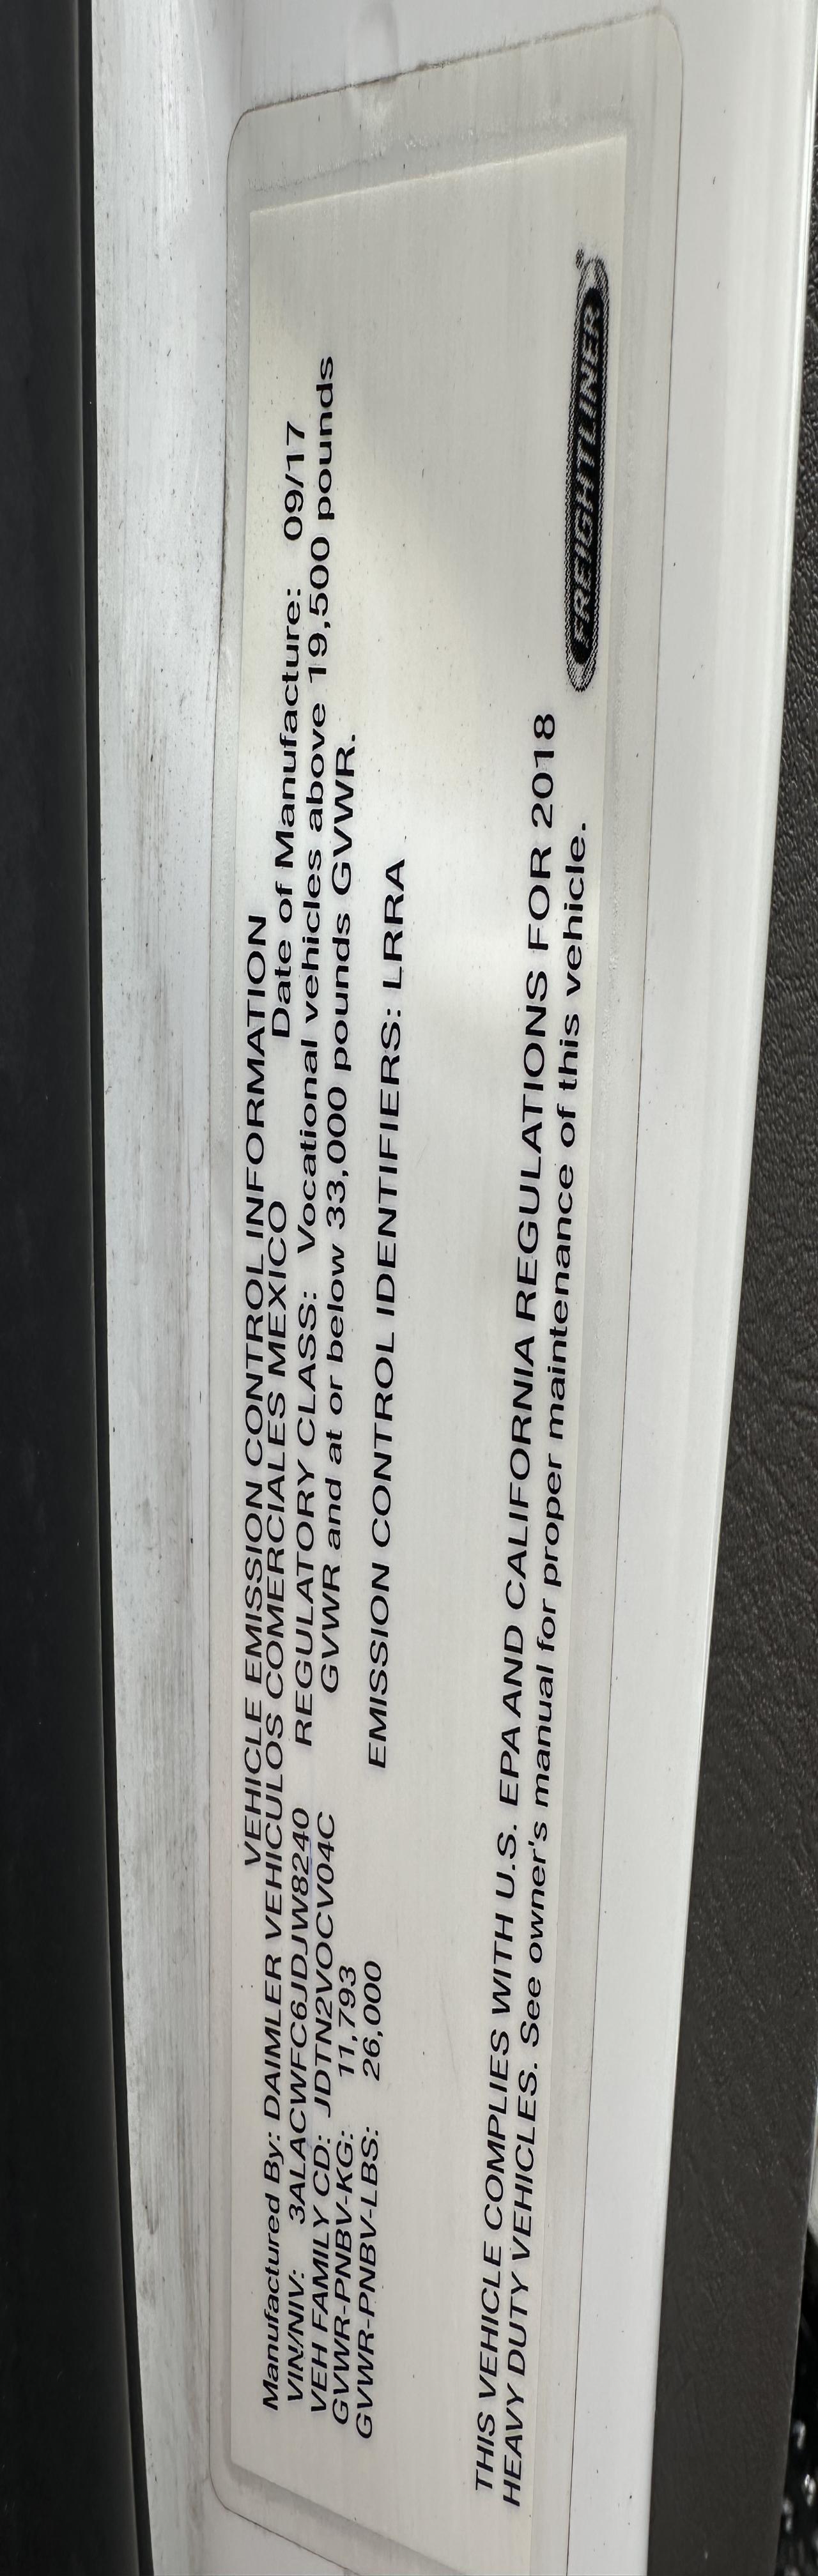 VEHICLE EMISSION CONTROL INFORMATION
Manufactured By: DAIMLER VEHICULOS COMERCIALES MEXICO Date of Manufacture: 09/17
VIN/NIV: 3ALACWFC6JDJW8240 REGULATORY CLASS: Vocational vehicles above 19,500 pounds
VEH FAMILY CD: JDTN2VOCV04C GVWR and at or below 33,000 pounds GVWR.
GVWR-PNBV-KG: 11,793
GVWR-PNBV-LBS: 26,000 EMISSION CONTROL IDENTIFIERS: LRRA
THIS VEHICLE COMPLIES WITH U.S. EPA AND CALIFORNIA REGULATIONS FOR 2018
HEAVY DUTY VEHICLES. See owner's manual for proper maintenance of this vehicle.
FREIGHTLINER